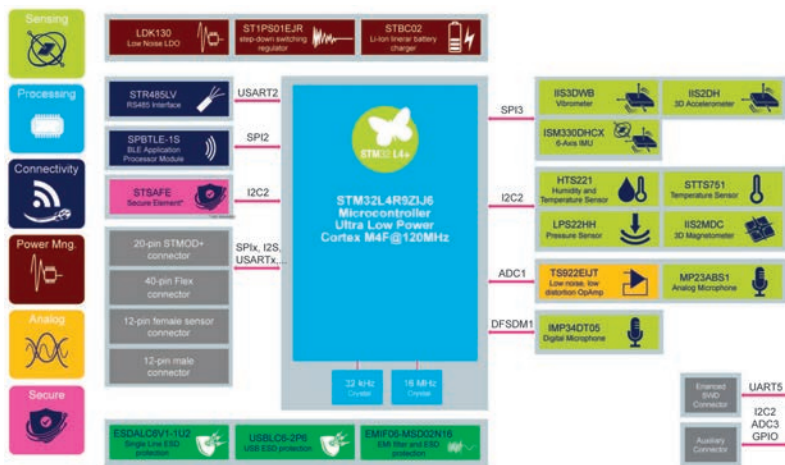 Sensing
Processing
Connectivity
Power Mng.
Analog
Secure
LDK130
Low Noise LDO
ST1PS01EJR
step-down switching
regulator
STBC02
Li-Ion linerar battery
charger
STR485LV
RS485 Interface
SPBTLE-1S
BLE Application
Processor Module
STSAFE
Secure Element*
20-pin STMOD+
connector
40-pin Flex
connector
12-pin female sensor
connector
12-pin male
connector
USART2
SPI2
I2C2
SPIx, I2S,
USARTx,...
STM32 L4+
STM32L4R9ZIJ6
Microcontroller
Ultra Low Power
Cortex M4F@120MHz
32 kHz
Crystal
16 MHz
Crystal
SPI3
I2C2
ADC1
DFSDM1
IIS3DWB
Vibrometer
IIS2DH
3D Accelerometer
ISM330DHCX
6-Axis IMU
HTS221
Humidity and
Temperature Sensor
STTS751
Temperature Sensor
LPS22HH
Pressure Sensor
IIS2MDC
3D Magnetometer
TS922EIJT
Low noise, low
distortion OpAmp
MP23ABS1
Analog Microphone
IMP34DT05
Digital Microphone
Enanced
SWD
Connector
UART5
Auxiliary
Connector
I2C2
ADC3
GPIO
ESDALC6V1-1U2
Single Line ESD
protection
USBLC6-2P6
USB ESD protection
EMIF06-MSD02N16
EMI filter and ESD
protection